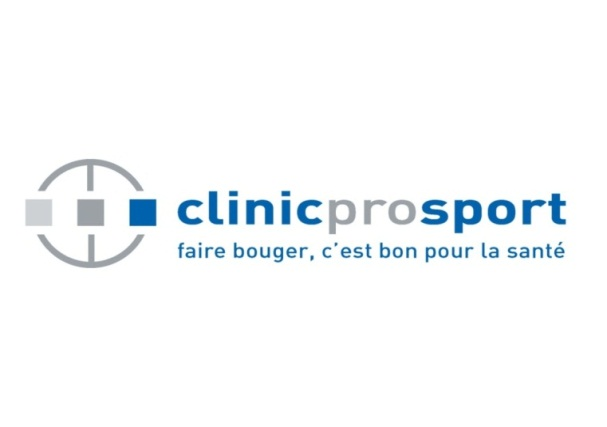 clinicprosport
faire bouger, c’est bon pour la santé